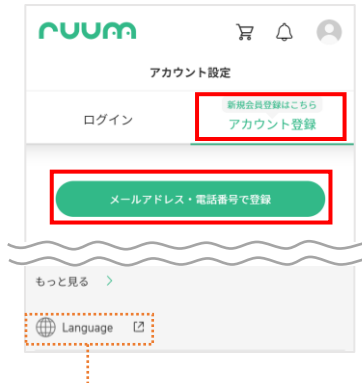 ruum
アカウント設定
ログイン
新規会員登録はこちら
アカウント登録
メールアドレス・電話番号で登録
もっと見る
Language